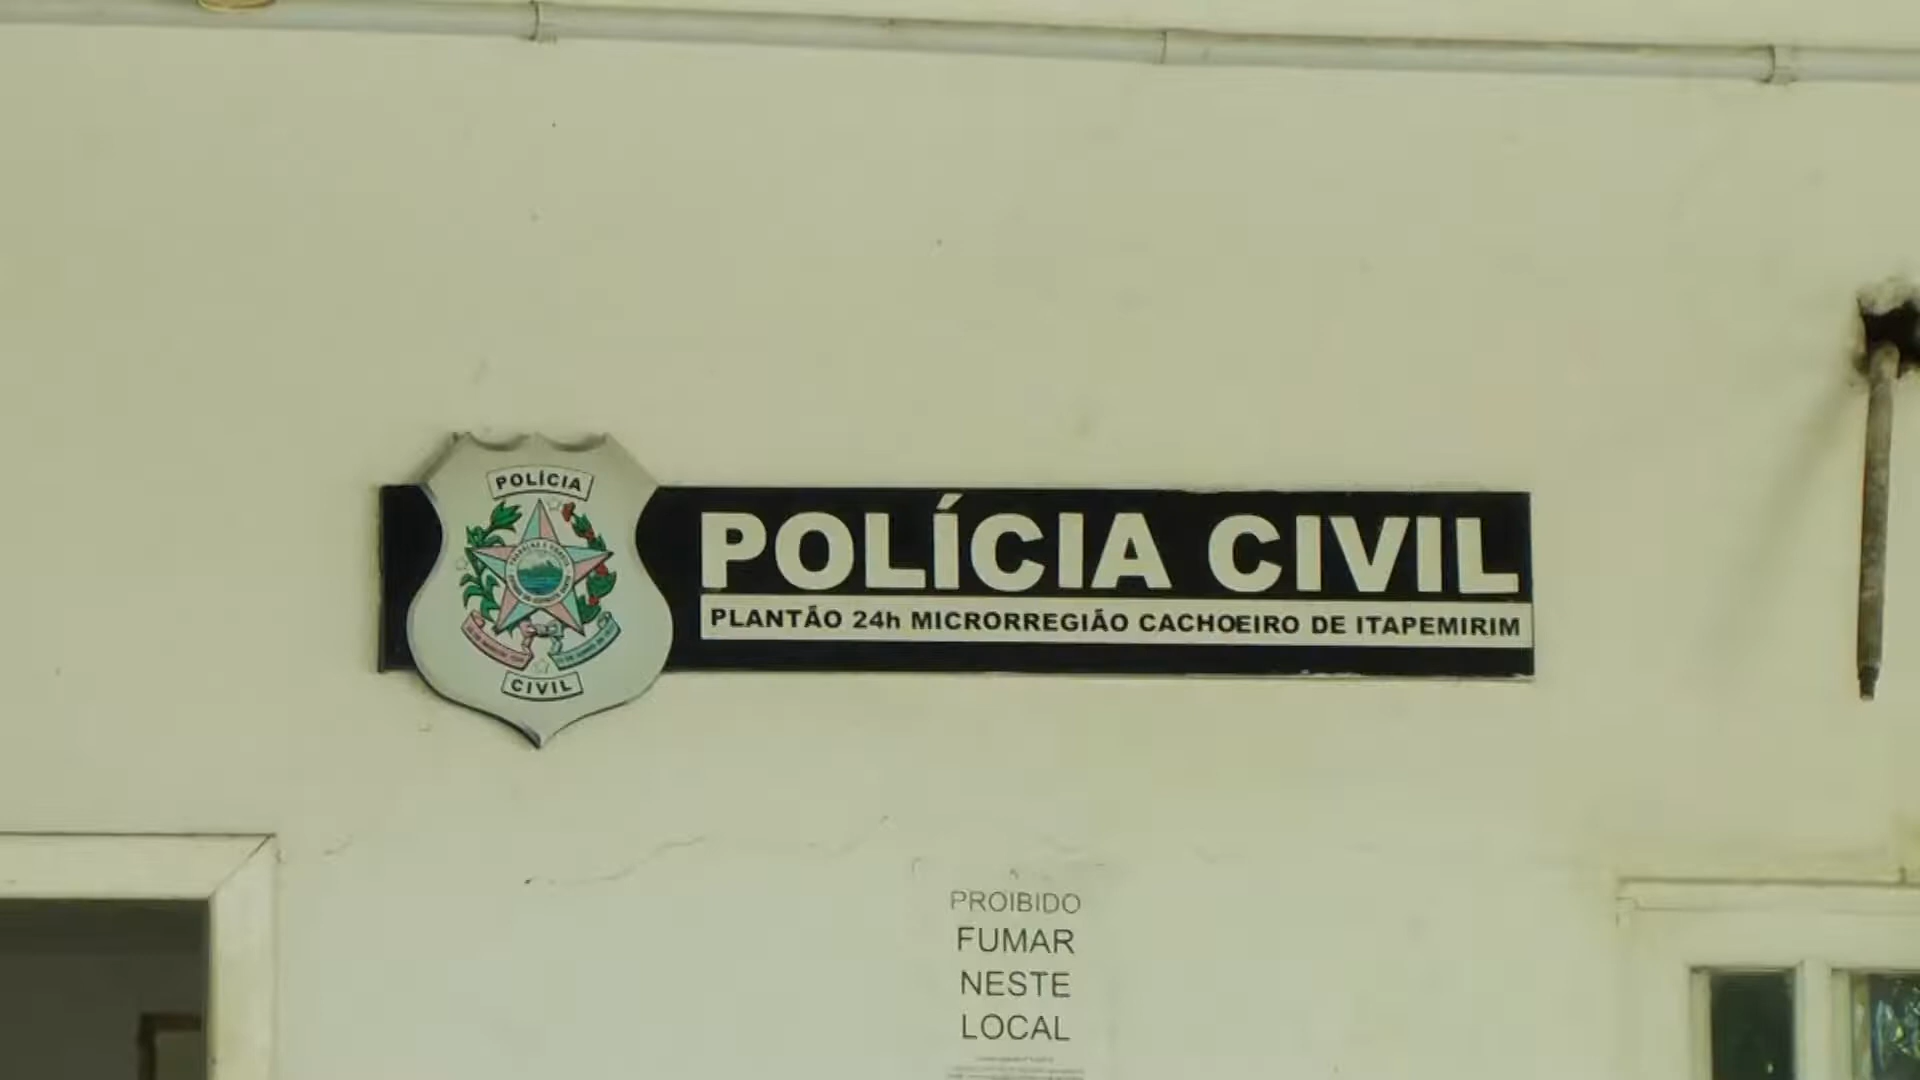 POLÍCIA
CIVIL
POLÍCIA CIVIL
PLANTÃO 24h MICRORREGIÃO CACHOEIRO DE ITAPEMIRIM
PROIBIDO
FUMAR
NESTE
LOCAL